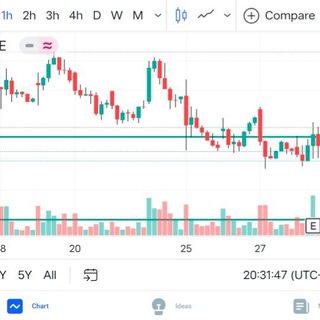 1h 2h 3h 4h D W M Compare
E
8 20 25 27
E
Y 5Y All 20:31:47 (UTC-
Chart Ideas